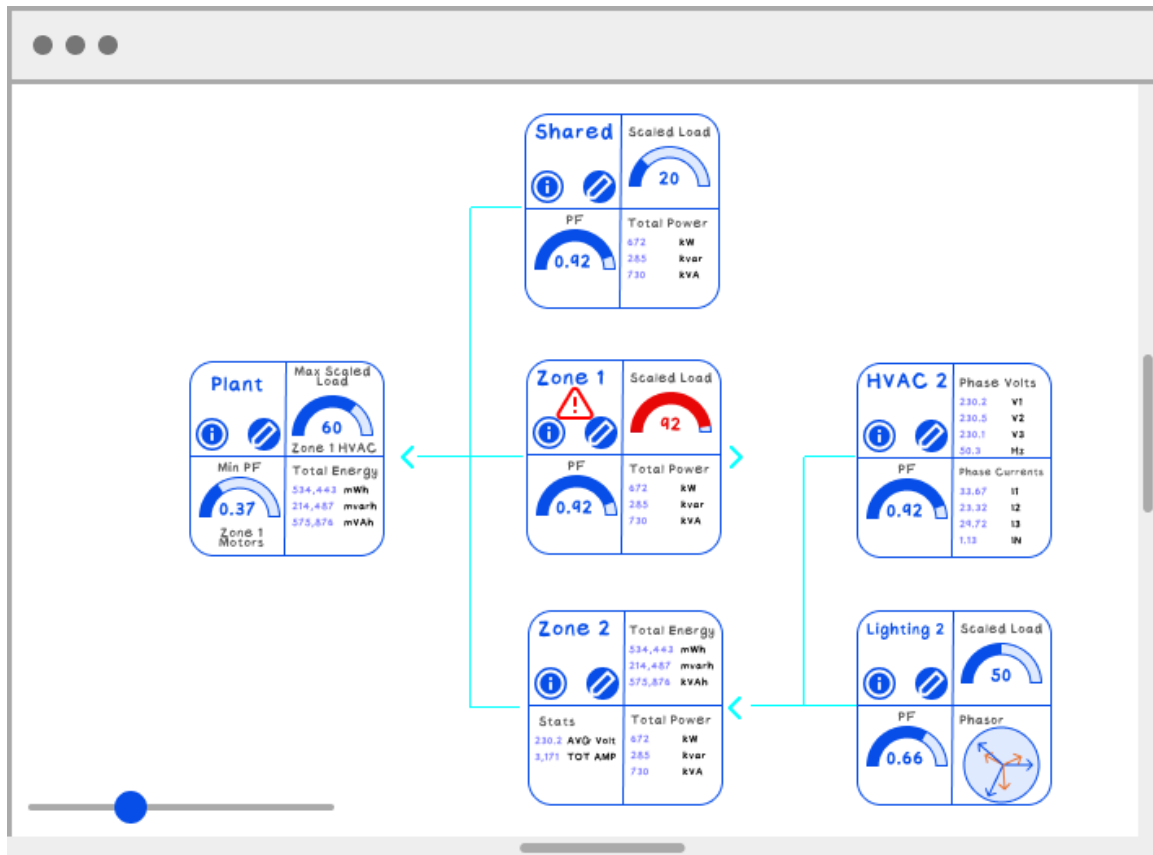 Shared
Scaled Load
20
PF
0.92
Total Power
672 kW
285 kvar
730 kVA
Plant
Max Scaled
Load
60
Zone 1 HVAC
Min PF
0.37
Zone 1
Motors
Total Energy
534,443 mWh
214,487 mvarh
575,876 mVAh
Zone 1
Scaled Load
92
PF
0.92
Total Power
672 kW
285 kvar
730 kVA
HVAC 2
Phase Volts
230.2 V1
230.5 V2
230.1 V3
50.3 Hz
PF
0.92
Phase Currents
33.67 I1
23.32 I2
29.72 I3
1.13 IN
Zone 2
Total Energy
534,443 mWh
214,487 mvarh
575,876 kVAh
Stats
230.2 AVG Volt
3,171 TOT AMP
Total Power
672 kW
285 kvar
730 kVA
Lighting 2
Scaled Load
50
PF
0.66
Phasor